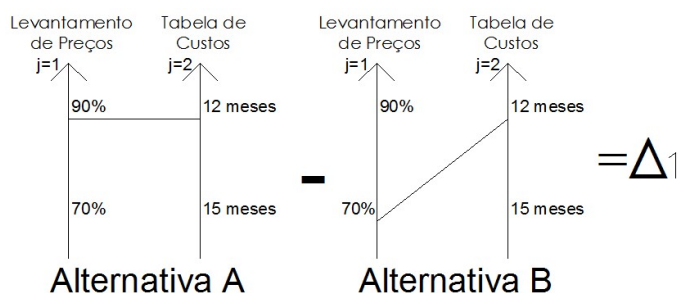 Levantamento de Preços
j=1
Tabela de Custos
j=2
90%
12 meses
70%
15 meses
Alternativa A
-
Levantamento de Preços
j=1
Tabela de Custos
j=2
90%
12 meses
70%
15 meses
Alternativa B
=Δ1